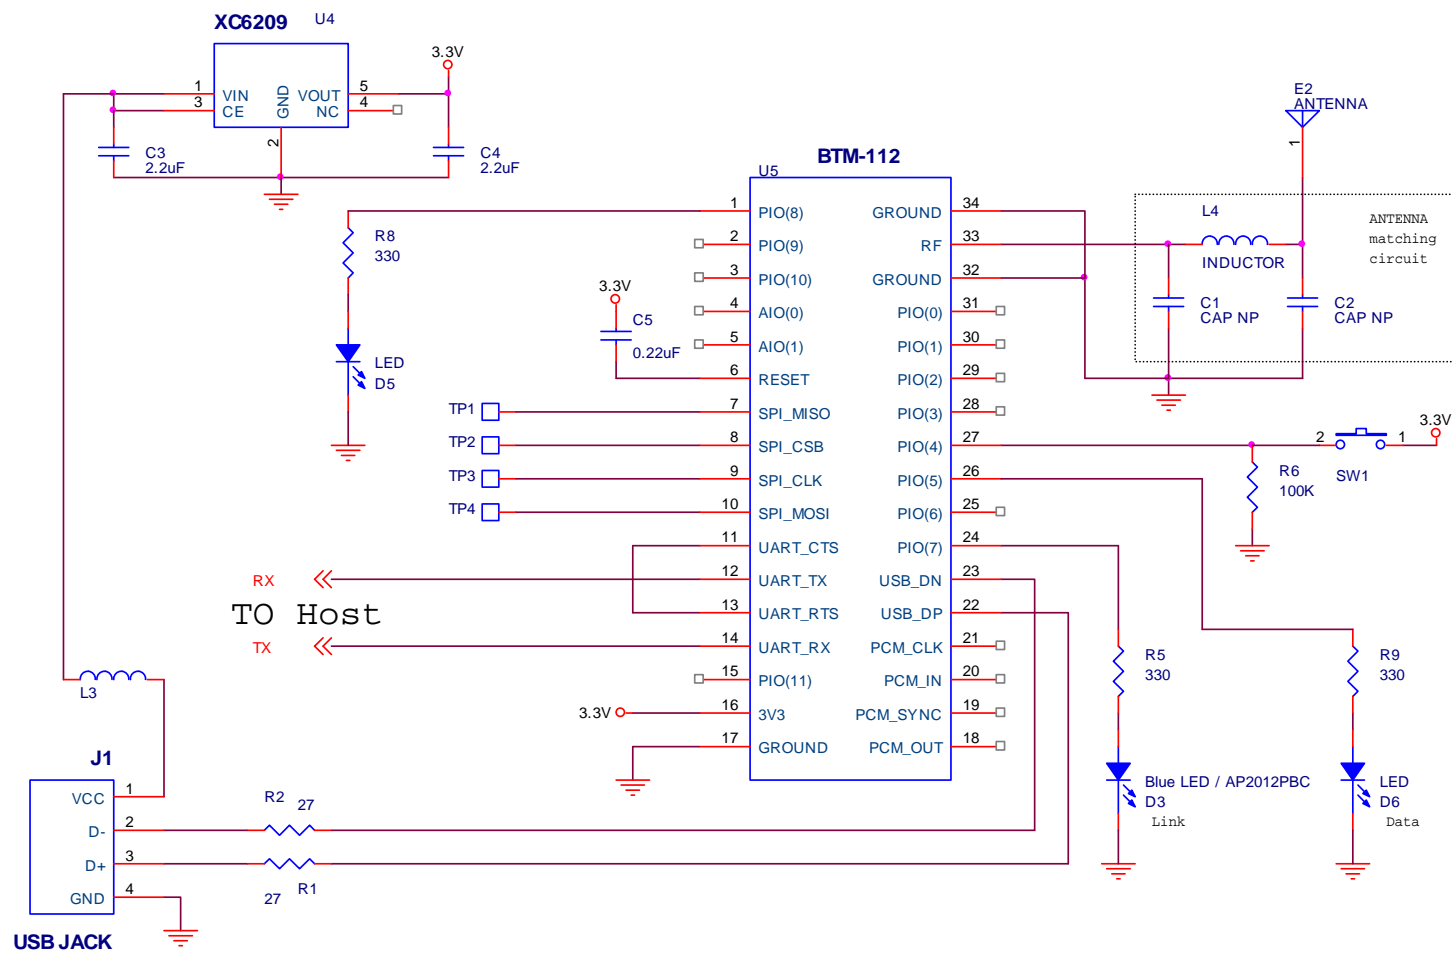 XC6209 U4
3.3V
1 VIN VOUT 5
3 CE GND NC 4
2
C3
2.2uF
C4
2.2uF
E2
ANTENNA
1
BTM-112
U5
1 PIO(8) GROUND 34
2 PIO(9) RF 33
3 PIO(10) GROUND 32
4 AIO(0) PIO(0) 31
5 AIO(1) PIO(1) 30
6 RESET PIO(2) 29
7 SPI_MISO PIO(3) 28
8 SPI_CSB PIO(4) 27
9 SPI_CLK PIO(5) 26
10 SPI_MOSI PIO(6) 25
11 UART_CTS PIO(7) 24
12 UART_TX USB_DN 23
13 UART_RTS USB_DP 22
14 UART_RX PCM_CLK 21
15 PIO(11) PCM_IN 20
16 3V3 PCM_SYNC 19
17 GROUND PCM_OUT 18
R8
330
LED
D5
3.3V
C5
0.22uF
TP1
TP2
TP3
TP4
RX
TO Host
TX
3.3V
L4
INDUCTOR
ANTENNA
matching
circuit
C1
CAP NP
C2
CAP NP
3.3V
2 1
SW1
R6
100K
R5
330
R9
330
Blue LED / AP2012PBC
D3
Link
LED
D6
Data
L3
J1
VCC 1
D- 2
D+ 3
GND 4
USB JACK
R2 27
R1
27